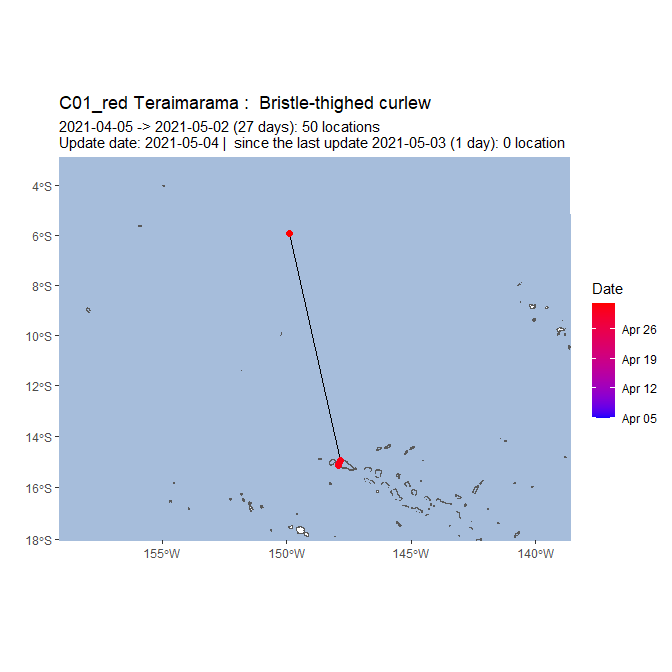 C01_red Teraimarama :  Bristle-thighed curlew
2021-04-05 -> 2021-05-02 (27 days): 50 locations
Update date: 2021-05-04 |  since the last update 2021-05-03 (1 day): 0 location
4°S
6°S
8°S
10°S
12°S
14°S
16°S
18°S
155°W
150°W
145°W
140°W
Date
Apr 26
Apr 19
Apr 12
Apr 05